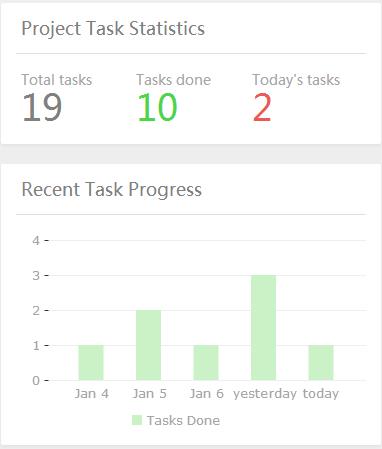 Project Task Statistics
Total tasks Tasks done Today's tasks
19 10 2
Recent Task Progress
4
3
2
1
0
Jan 4 Jan 5 Jan 6 yesterday today
Tasks Done